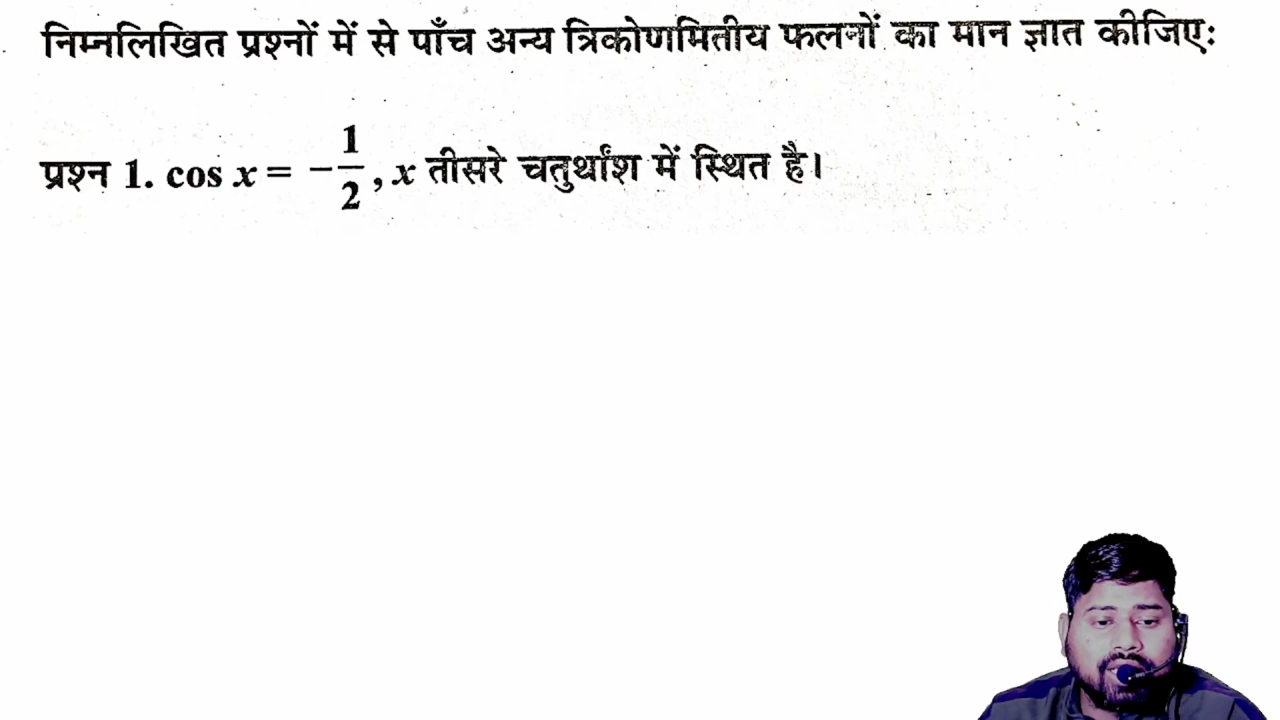 निम्नलिखित प्रश्नों में से पाँच अन्य त्रिकोणमितीय फलनों का मान ज्ञात कीजिए:
प्रश्न 1. cos x = -1/2, x तीसरे चतुर्थांश में स्थित है।